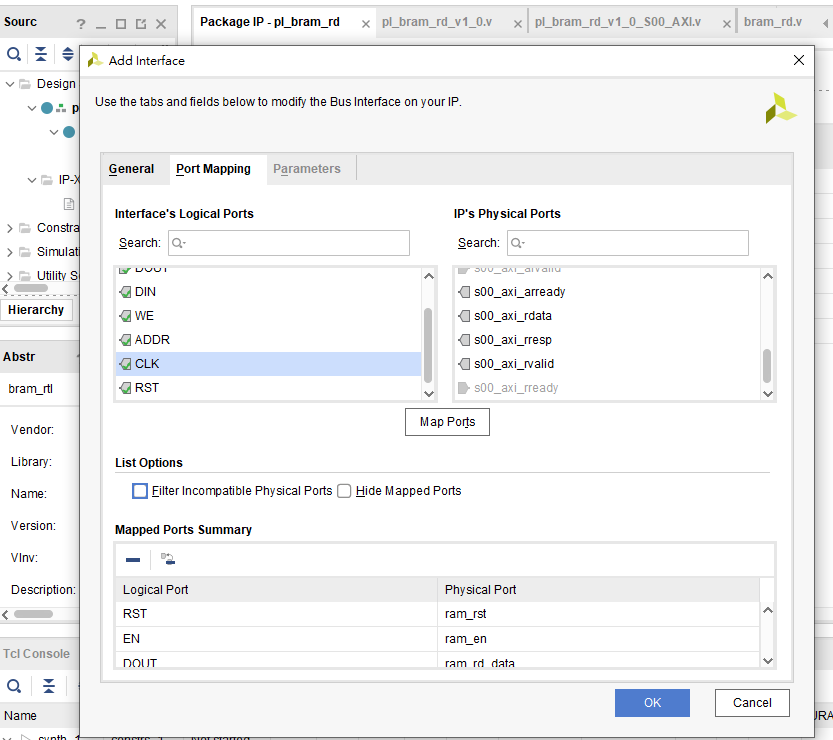 Sourc
Package IP - pl_bram_rd
pl_bram_rd_v1_0.v
pl_bram_rd_v1_0_S00_AXI.v
bram_rd.v
Design
IP-X
Constra
Simulati
Utility S
Hierarchy
Abstr
bram_rtl
Vendor:
Library:
Name:
Version:
VlnV:
Description:
Tcl Console
Name
synth_1
constrs_1
Not started
Add Interface
Use the tabs and fields below to modify the Bus Interface on your IP.
General
Port Mapping
Parameters
Interface's Logical Ports
Search:
DOUT
DIN
WE
ADDR
CLK
RST
IP's Physical Ports
Search:
s00_axi_arvalid
s00_axi_arready
s00_axi_rdata
s00_axi_rresp
s00_axi_rvalid
s00_axi_rready
Map Ports
List Options
Filter Incompatible Physical Ports
Hide Mapped Ports
Mapped Ports Summary
Logical Port Physical Port
RST ram_rst
EN ram_en
DOUT ram_rd_data
OK
Cancel